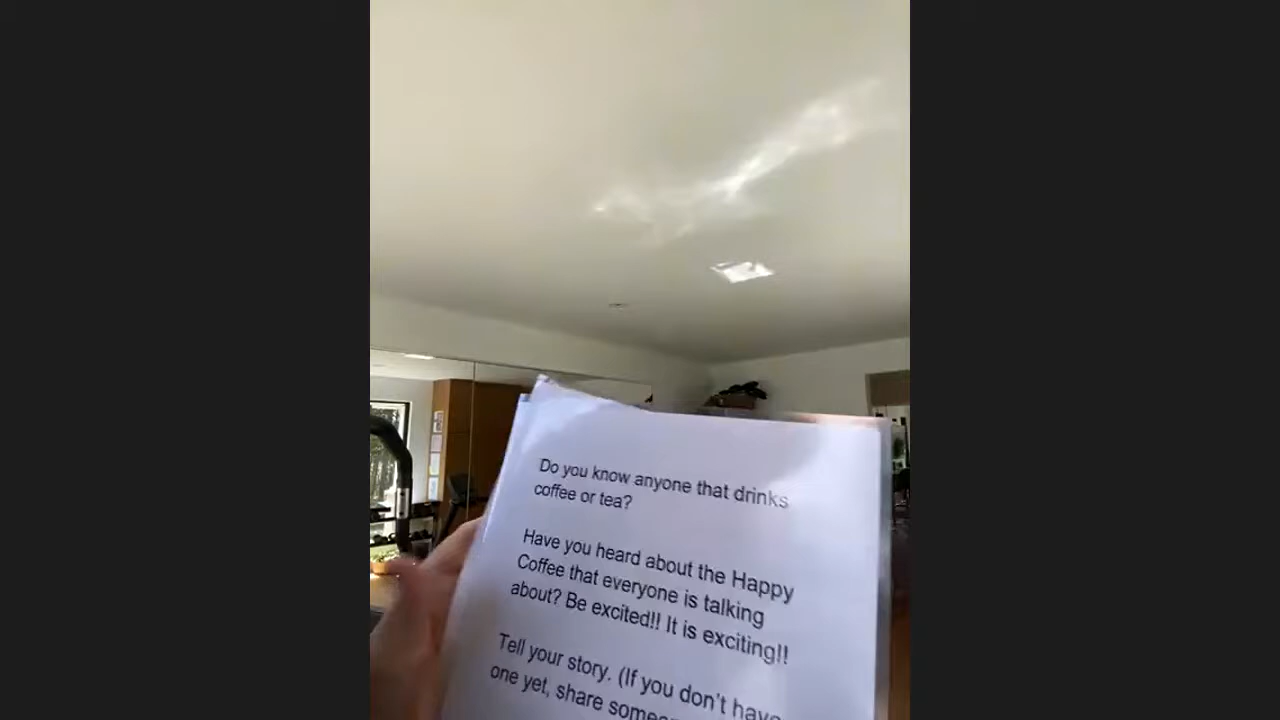 Do you know anyone that drinks
coffee or tea?
Have you heard about the Happy
Coffee that everyone is talking
about? Be excited!! It is exciting!!
Tell your story. (If you don't have
one yet, share